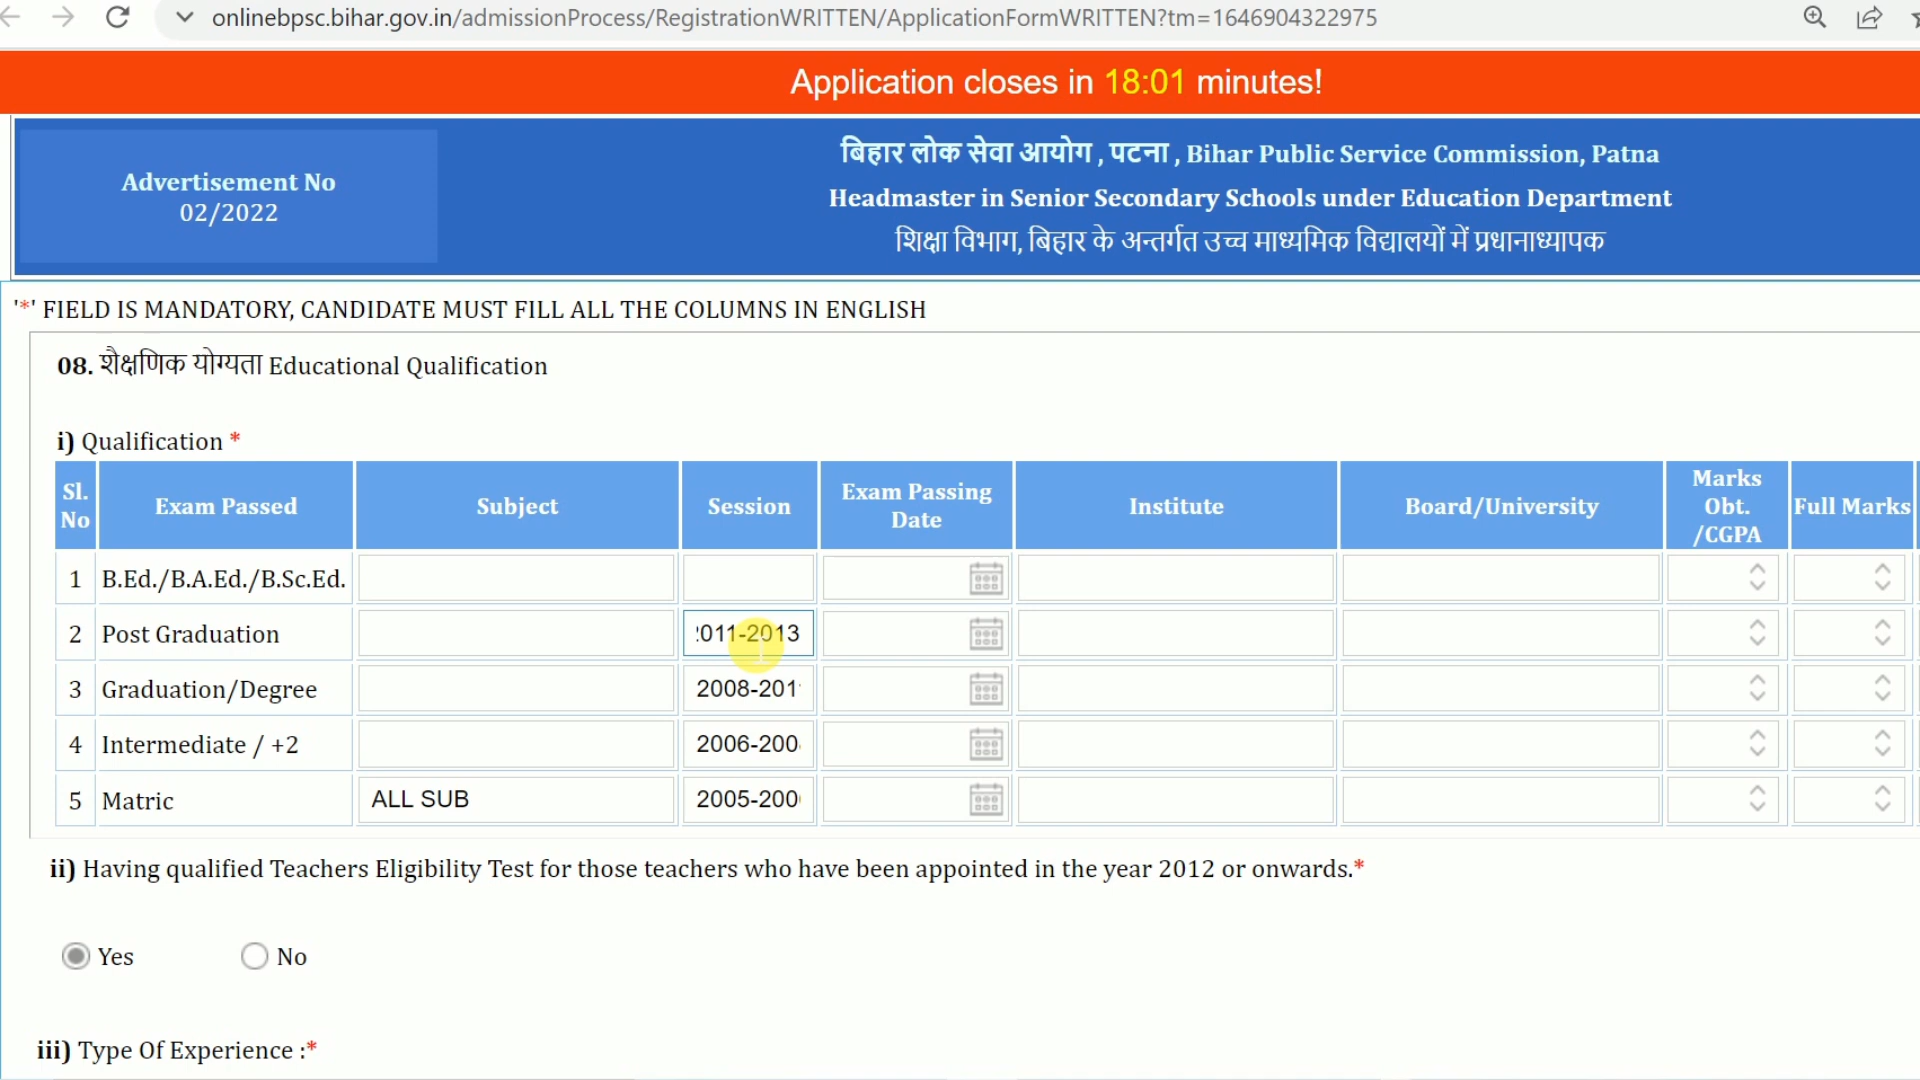 onlinebpsc.bihar.gov.in/admissionProcess/RegistrationWRITTEN/ApplicationFormWRITTEN?tm=1646904322975
Application closes in 18:01 minutes!
Advertisement No
02/2022
बिहार लोक सेवा आयोग , पटना , Bihar Public Service Commission, Patna
Headmaster in Senior Secondary Schools under Education Department
शिक्षा विभाग, बिहार के अन्तर्गत उच्च माध्यमिक विद्यालयों में प्रधानाध्यापक
'*' FIELD IS MANDATORY, CANDIDATE MUST FILL ALL THE COLUMNS IN ENGLISH
08. शैक्षणिक योग्यता Educational Qualification
i) Qualification *
Sl. No Exam Passed Subject Session Exam Passing Date Institute Board/University Marks Obt. /CGPA Full Marks
1 B.Ed./B.A.Ed./B.Sc.Ed.
2 Post Graduation 2011-2013
3 Graduation/Degree 2008-201
4 Intermediate / +2 2006-200
5 Matric ALL SUB 2005-200
ii) Having qualified Teachers Eligibility Test for those teachers who have been appointed in the year 2012 or onwards.*
Yes No
iii) Type Of Experience :*